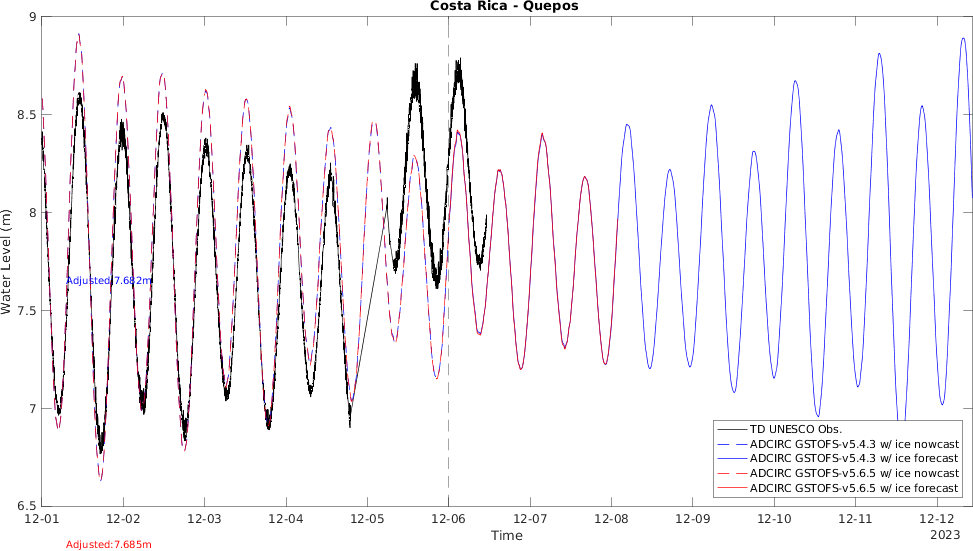 Costa Rica - Quepos
9
8.5
8
7.5
7
6.5
Water Level (m)
Adjusted:7.682m
TD UNESCO Obs.
ADCIRC GSTOFS-v5.4.3 w/ ice nowcast
ADCIRC GSTOFS-v5.4.3 w/ ice forecast
ADCIRC GSTOFS-v5.6.5 w/ ice nowcast
ADCIRC GSTOFS-v5.6.5 w/ ice forecast
12-01 12-02 12-03 12-04 12-05 12-06 12-07 12-08 12-09 12-10 12-11 12-12
2023
Time
Adjusted:7.685m